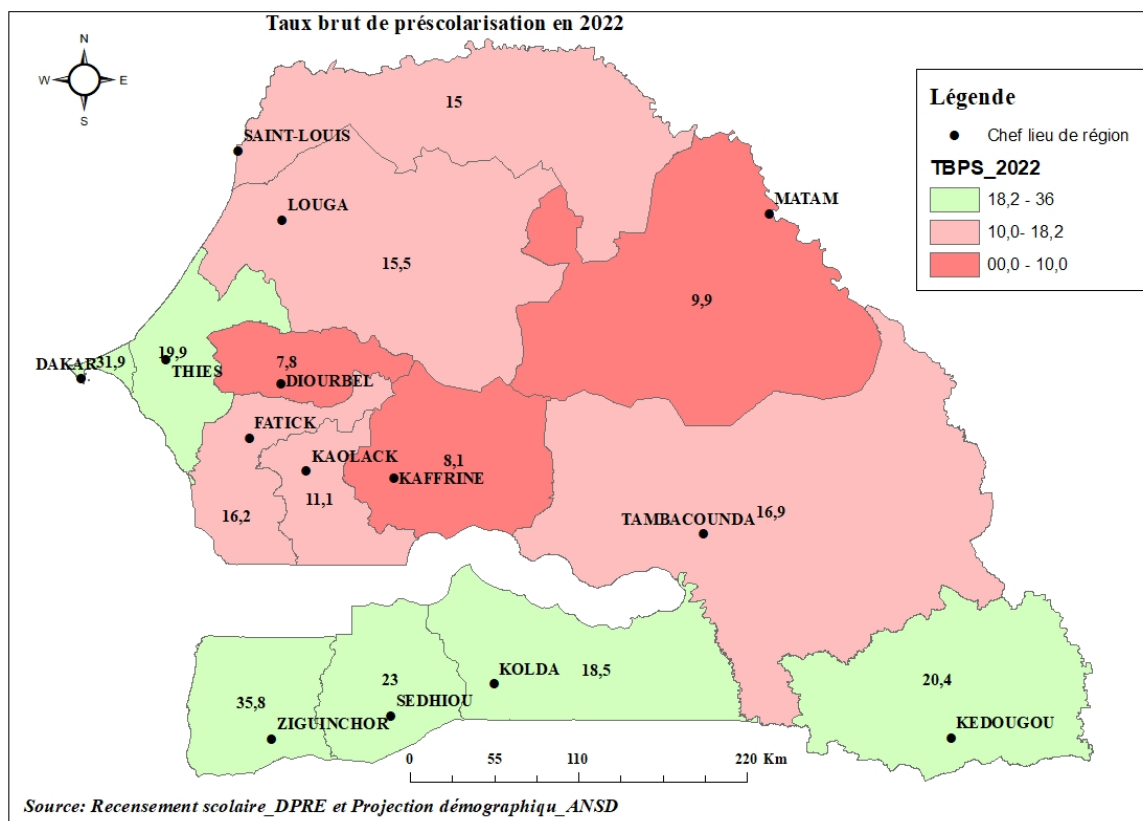 Taux brut de préscolarisation en 2022
N
W E
S
15
SAINT-LOUIS
LOUGA
MATAM
15,5
9,9
DAKAR 31,9
19,9
THIES
7,8
DIOURBEL
FATICK
KAOLACK
8,1
KAFFRINE
11,1
16,2
TAMBACOUNDA 16,9
KOLDA
18,5
23
SEDHIOU
35,8
ZIGUINCHOR
20,4
KEDOUGOU
Légende
Chef lieu de région
TBPS_2022
18,2 - 36
10,0- 18,2
00,0 - 10,0
0 55 110 220 Km
Source: Recensement scolaire_DPRE et Projection démographiqu_ANSD